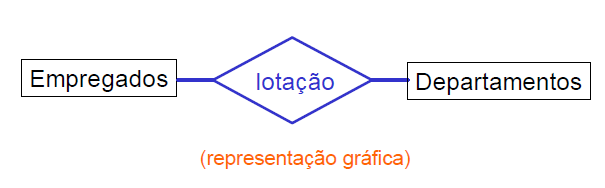 Empregados
lotação
Departamentos
(representação gráfica)